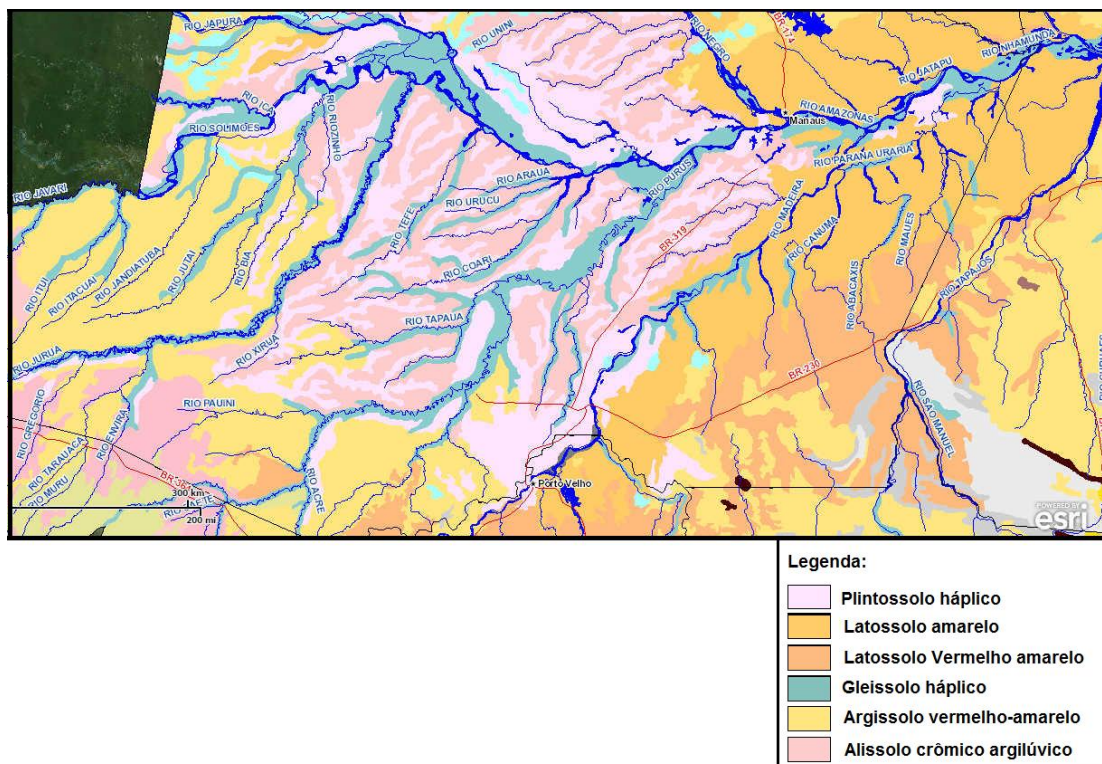 RIO JAPURA
RIO UNINI
RIO NEGRO
BR-174
RIO NHAMUNDA
RIO JATAPU
RIO AMAZONAS
Manaus
RIO IÇA
RIO SOLIMOES
RIO RIOZINHO
RIO PARANA URARIA
RIO PURUS
RIO ARAUA
RIO URUCU
RIO JAVARI
RIO TEFE
RIO MADEIRA
RIO CANUMA
RIO MAUES
BR-319
RIO ITUI
RIO ITACUAI
RIO JANDIATUBA
RIO JUTAI
RIO BIA
RIO COARI
RIO ABACAXIS
RIO TAPAJOS
RIO TAPAUA
RIO XIRUA
RIO JURUA
BR-230
RIO SAO MANUEL
RIO PAUINI
RIO GREGORIO
RIO TARAUACA
RIO ENVIRA
RIO MURU
RIO ACRE
300 km
200 mi
Porto Velho
POWERED BY
esri
Legenda:
Plintossolo háplico
Latossolo amarelo
Latossolo Vermelho amarelo
Gleissolo háplico
Argissolo vermelho-amarelo
Alissolo crômico argilúvico